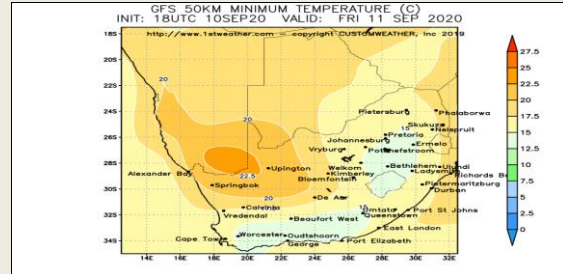 GFS 50KM MINIMUM TEMPERATURE (C)
INIT: 18UTC 10SEP20 VALID: FRI 11 SEP 2020
http://www.1stweather.com - copyright CUSTOMWEATHER, Inc 2019
18S
20S
22S
24S
26S
28S
30S
32S
34S
20
20
15
22.5
20
15
Pietersburg
Phalaborwa
Skukuza
Nelspruit
Pretoria
Johannesburg
Ermelo
Vryburg
Potchefstroom
Welkom
Bethlehem
Ulundi
Upington
Kimberley
Ladysmith
Richards B
Alexander Bay
Bloemfontein
Springbok
Pietermaritzburg
Durban
De Aar
Calvinia
Vredendal
Umtata
Port St Johns
Beaufort West
Queenstown
East London
Cape Town
Worcester
Oudtshoorn
George
Port Elizabeth
14E
16E
18E
20E
22E
24E
26E
28E
30E
32E
27.5
25
22.5
20
17.5
15
12.5
10
7.5
5
2.5
0